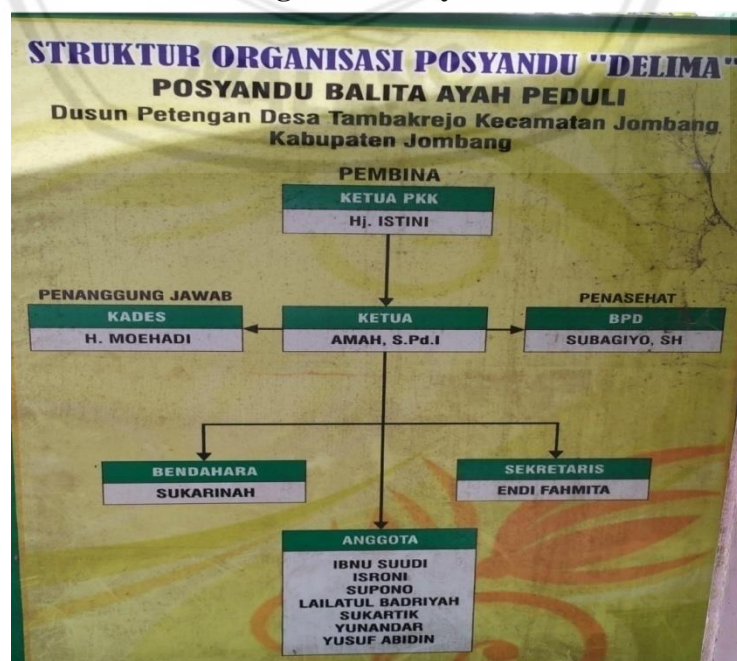 STRUKTUR ORGANISASI POSYANDU "DELIMA"
POSYANDU BALITA AYAH PEDULI
Dusun Petengan Desa Tambakrejo Kecamatan Jombang
Kabupaten Jombang
PEMBINA
KETUA PKK
Hj. ISTINI
PENANGGUNG JAWAB
KADES
H. MOEHADI
KETUA
AMAH, S.Pd.I
PENASEHAT
BPD
SUBAGIYO, SH
BENDAHARA
SUKARINAH
SEKRETARIS
ENDI FAHMITA
ANGGOTA
IBNU SUUDI
ISRONI
SUPONO
LAILATUL BADRIYAH
SUKARTIK
YUNANDAR
YUSUF ABIDIN